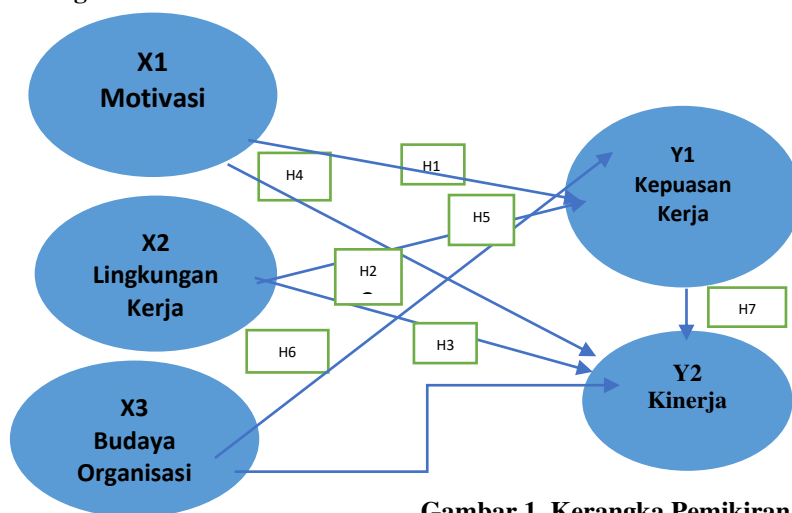 X1
Motivasi
H4
H1
Y1
Kepuasan
Kerja
H5
X2
Lingkungan
Kerja
H2
H7
H3
H6
Y2
Kinerja
X3
Budaya
Organisasi
Gambar 1. Kerangka Pemikiran